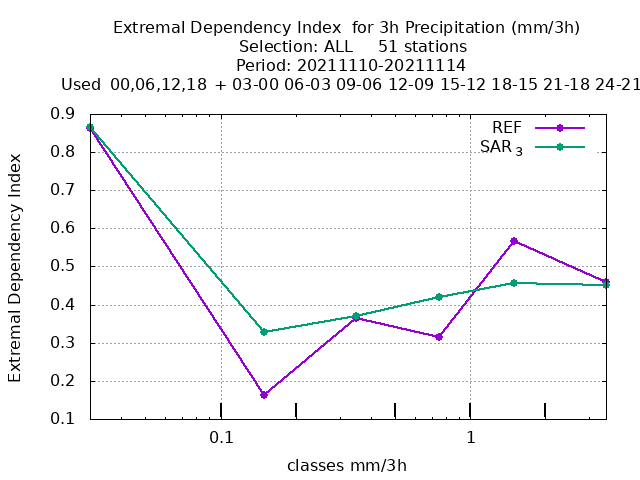 Extremal Dependency Index  for 3h Precipitation (mm/3h)
Selection: ALL     51 stations
Period: 20211110-20211114
Used  00,06,12,18  + 03-00 06-03 09-06 12-09 15-12 18-15 21-18 24-21
REF
SAR 3
0.9
0.8
0.7
0.6
0.5
0.4
0.3
0.2
0.1
Extremal Dependency Index
0.1
1
classes mm/3h